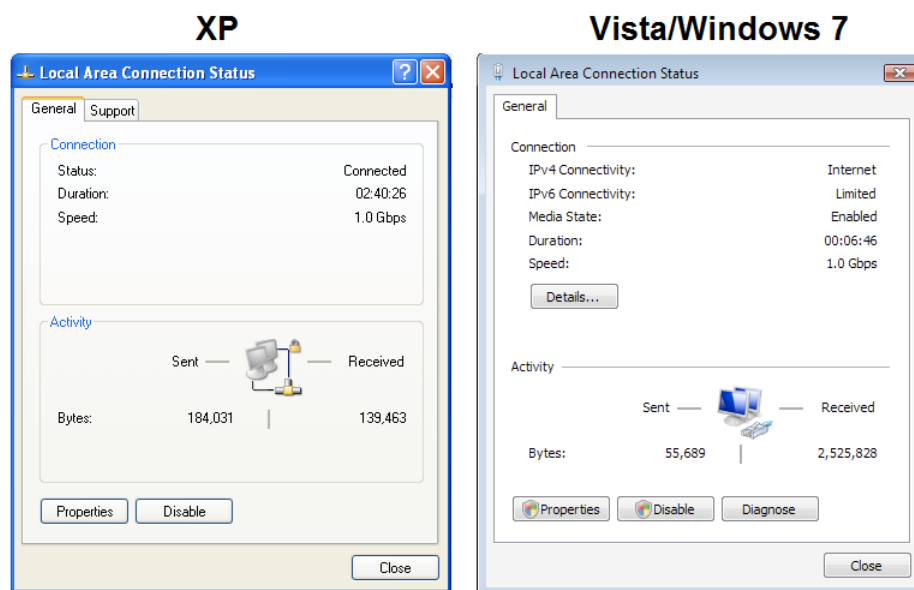 XP
Local Area Connection Status
General Support
Connection
Status: Connected
Duration: 02:40:26
Speed: 1.0 Gbps
Activity
Sent Received
Bytes: 184,031 139,463
Properties Disable
Close
Vista/Windows 7
Local Area Connection Status
General
Connection
IPv4 Connectivity: Internet
IPv6 Connectivity: Limited
Media State: Enabled
Duration: 00:06:46
Speed: 1.0 Gbps
Details...
Activity
Sent Received
Bytes: 55,689 2,525,828
Properties Disable Diagnose
Close